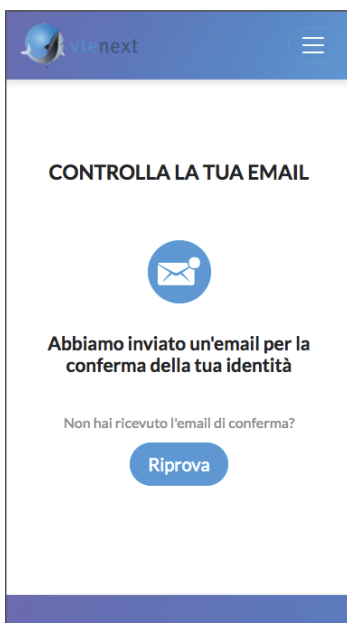 vtenext
CONTROLLA LA TUA EMAIL
Abbiamo inviato un'email per la
conferma della tua identità
Non hai ricevuto l'email di conferma?
Riprova